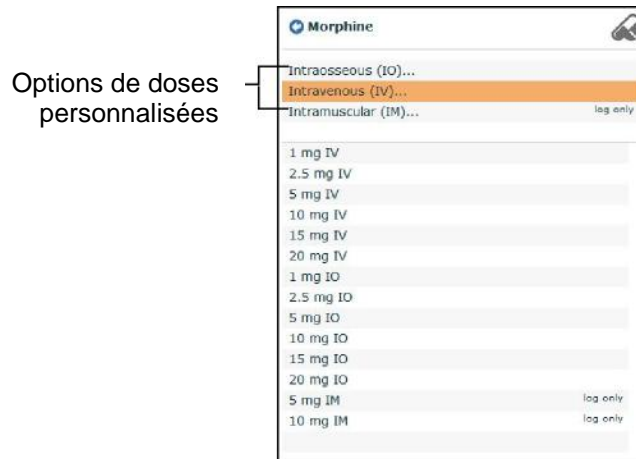 Morphine
Options de doses
personnalisées
Intraosseous (IO)...
Intravenous (IV)...
Intramuscular (IM)... log only
1 mg IV
2.5 mg IV
5 mg IV
10 mg IV
15 mg IV
20 mg IV
1 mg IO
2.5 mg IO
5 mg IO
10 mg IO
15 mg IO
20 mg IO
5 mg IM log only
10 mg IM log only